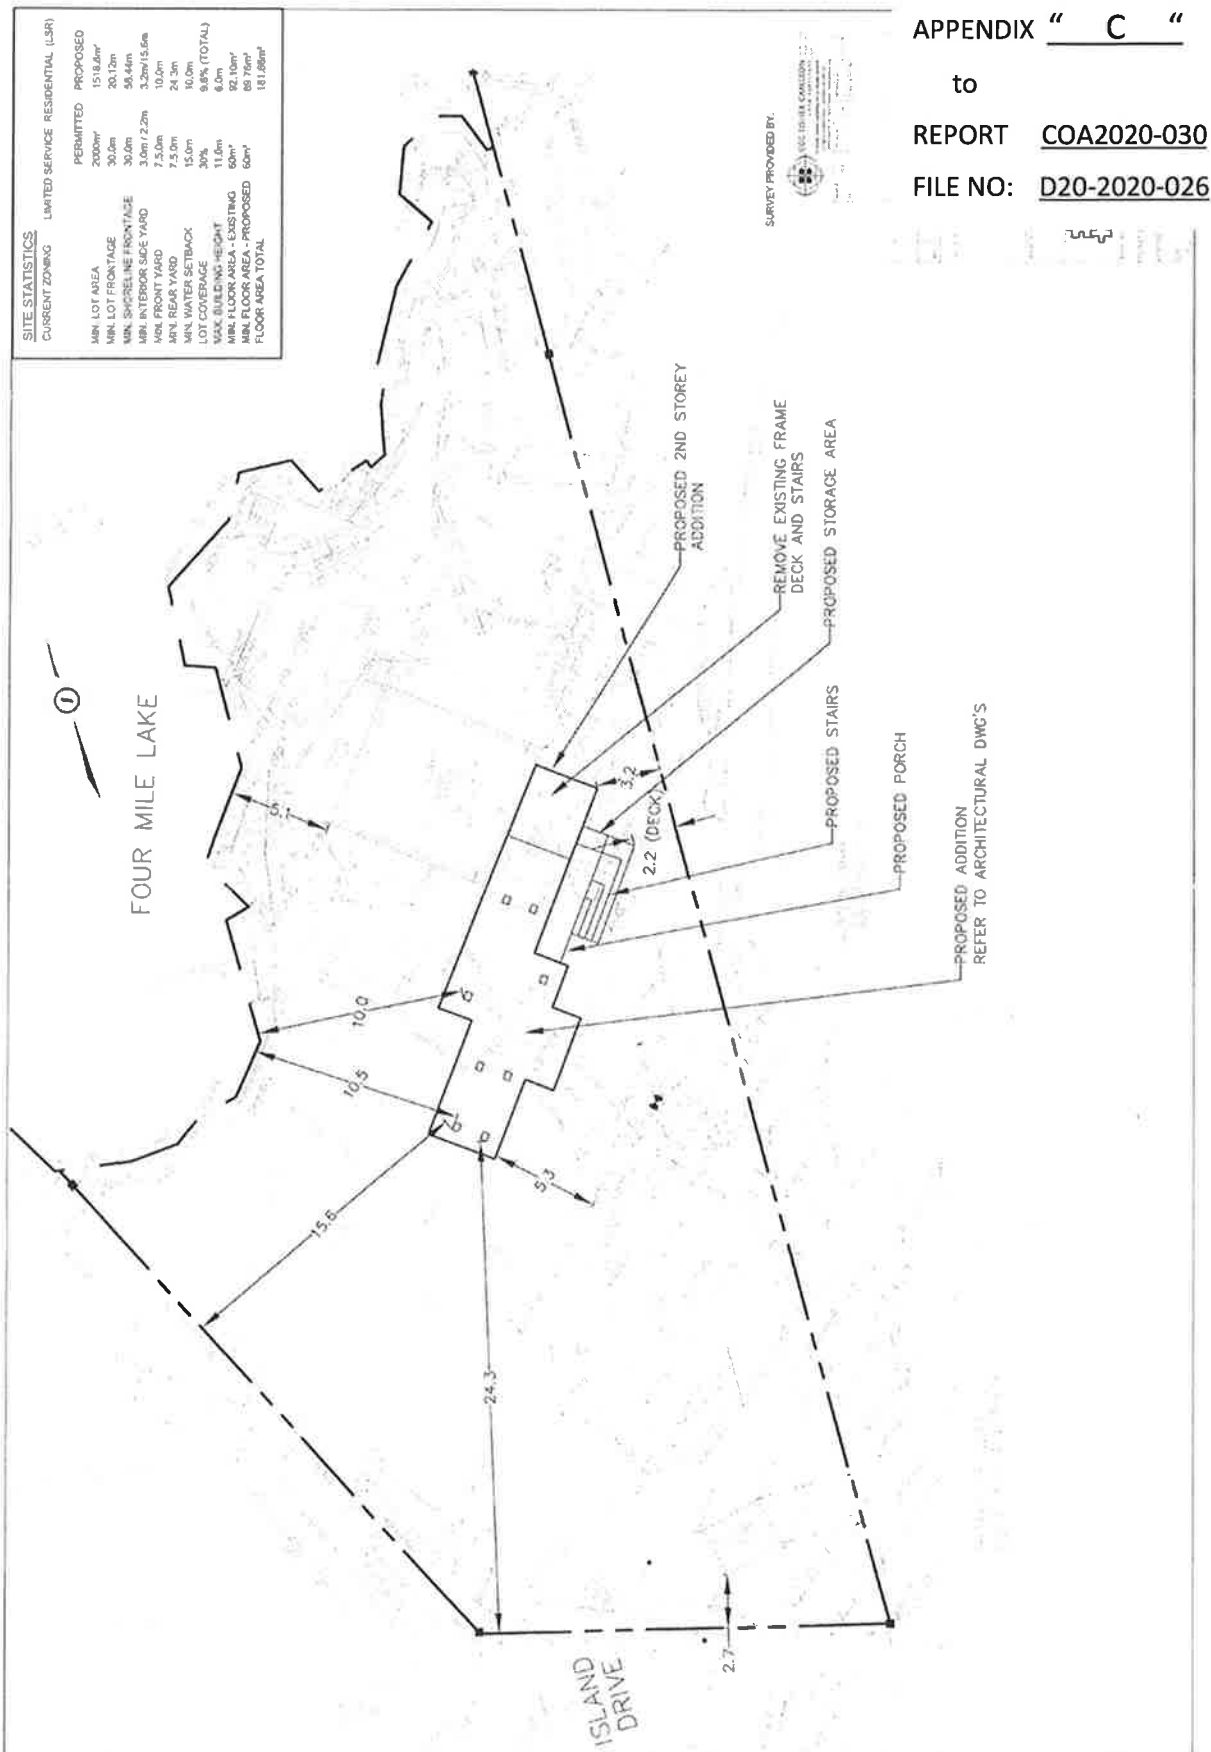 APPENDIX “ C “
to
REPORT COA2020-030
FILE NO: D20-2020-026
SITE STATISTICS
CURRENT ZONING LIMITED SERVICE RESIDENTIAL (LSR)
PERMITTED PROPOSED
MIN. LOT AREA 2000m² 1518.8m²
MIN. LOT FRONTAGE 30.0m 20.12m
MIN. SHORELINE FRONTAGE 30.0m 58.44m
MIN. INTERIOR SIDE YARD 3.0m / 2.2m 3.2m/15.6m
MIN. FRONT YARD 7.5.0m 10.0m
MIN. REAR YARD 7.5.0m 24.3m
MIN. WATER SETBACK 15.0m 10.0m
LOT COVERAGE 30% 9.8% (TOTAL)
MAX. BUILDING HEIGHT 11.0m 6.0m
MIN. FLOOR AREA - EXISTING 60m² 92.10m²
MIN. FLOOR AREA - PROPOSED 60m² 89.76m²
FLOOR AREA TOTAL 181.86m²
SURVEY PROVIDED BY:
FOUR MILE LAKE
5.1
10.0
10.5
15.6
24.3
5.3
3.2
2.2 (DECK)
2.7
PROPOSED 2ND STOREY
ADDITION
REMOVE EXISTING FRAME
DECK AND STAIRS
PROPOSED STORAGE AREA
PROPOSED STAIRS
PROPOSED PORCH
PROPOSED ADDITION
REFER TO ARCHITECTURAL DWG'S
ISLAND
DRIVE